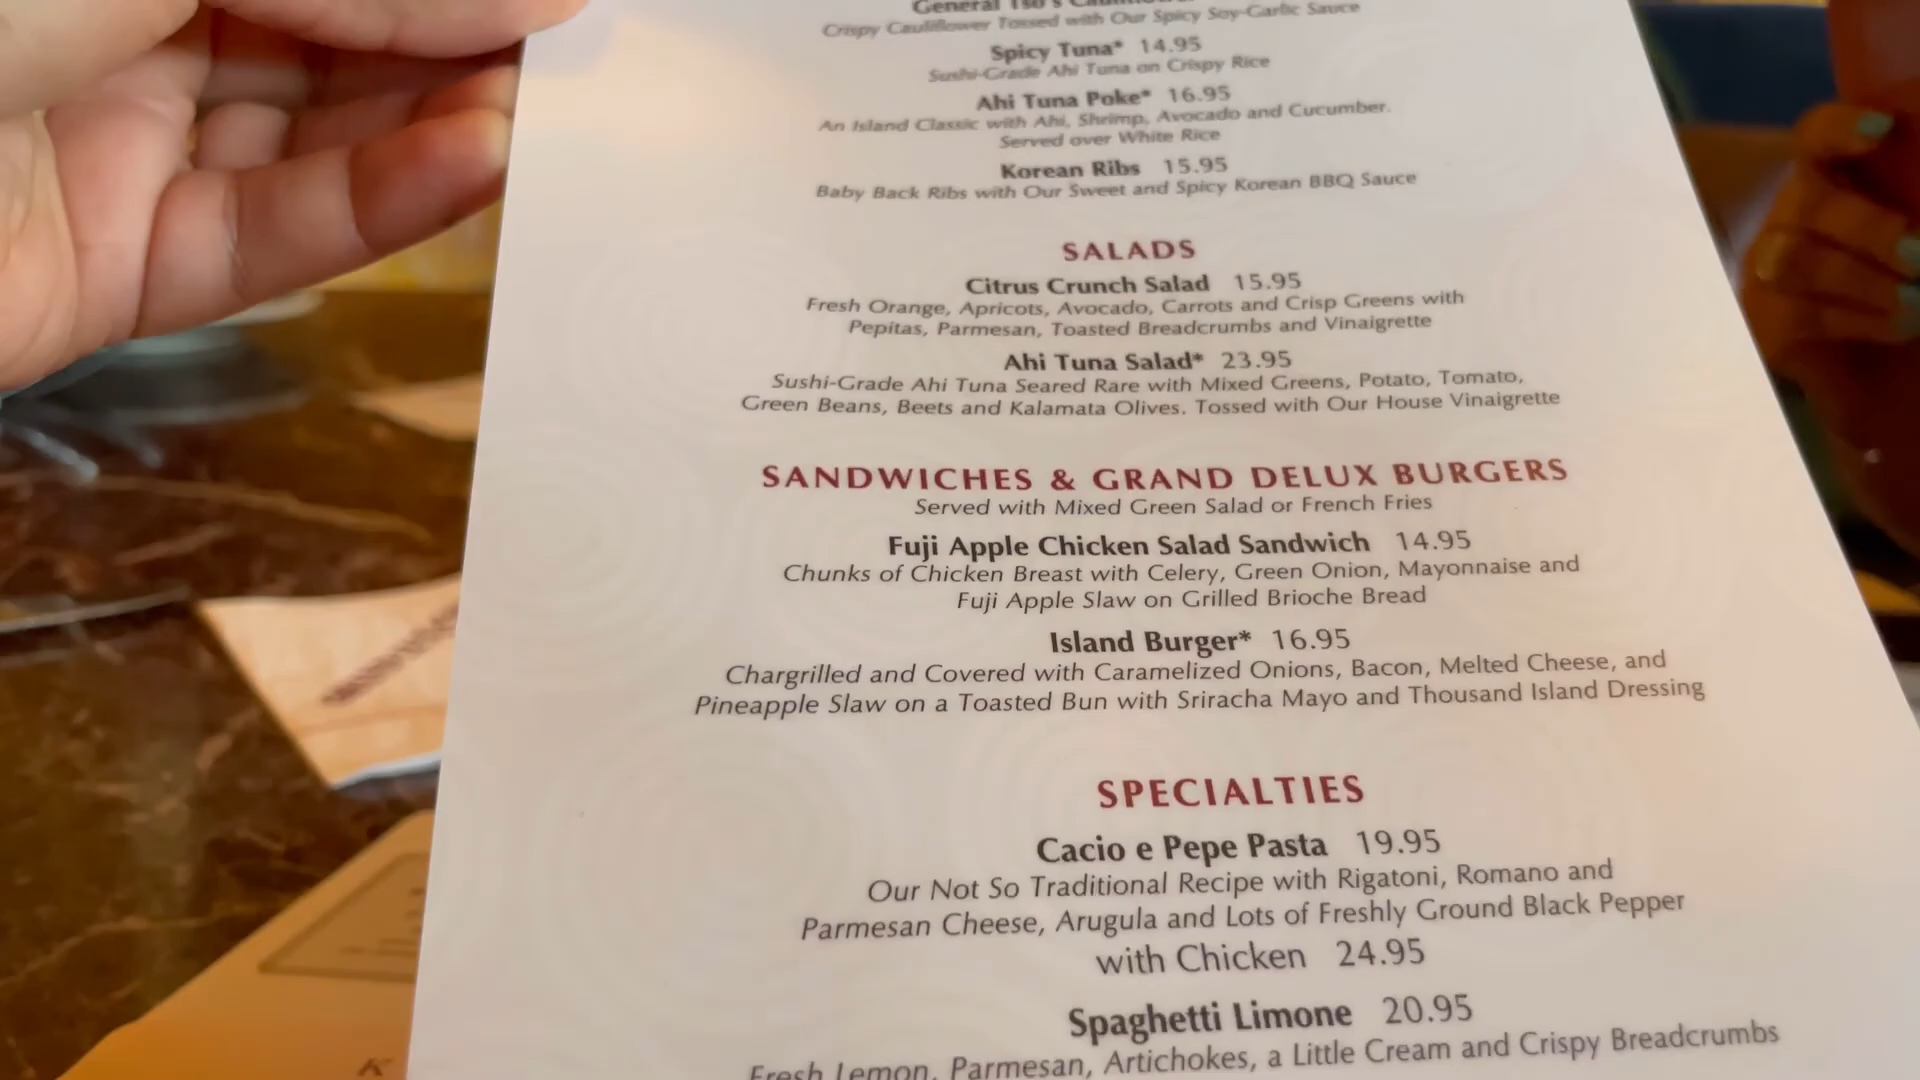 General Tso's
Crispy Cauliflower Tossed with Our Spicy Soy-Garlic Sauce
Spicy Tuna* 14.95
Sushi-Grade Ahi Tuna on Crispy Rice
Ahi Tuna Poke* 16.95
An Island Classic with Ahi, Shrimp, Avocado and Cucumber.
Served over White Rice
Korean Ribs 15.95
Baby Back Ribs with Our Sweet and Spicy Korean BBQ Sauce
SALADS
Citrus Crunch Salad 15.95
Fresh Orange, Apricots, Avocado, Carrots and Crisp Greens with
Pepitas, Parmesan, Toasted Breadcrumbs and Vinaigrette
Ahi Tuna Salad* 23.95
Sushi-Grade Ahi Tuna Seared Rare with Mixed Greens, Potato, Tomato,
Green Beans, Beets and Kalamata Olives. Tossed with Our House Vinaigrette
SANDWICHES & GRAND DELUX BURGERS
Served with Mixed Green Salad or French Fries
Fuji Apple Chicken Salad Sandwich 14.95
Chunks of Chicken Breast with Celery, Green Onion, Mayonnaise and
Fuji Apple Slaw on Grilled Brioche Bread
Island Burger* 16.95
Chargrilled and Covered with Caramelized Onions, Bacon, Melted Cheese, and
Pineapple Slaw on a Toasted Bun with Sriracha Mayo and Thousand Island Dressing
SPECIALTIES
Cacio e Pepe Pasta 19.95
Our Not So Traditional Recipe with Rigatoni, Romano and
Parmesan Cheese, Arugula and Lots of Freshly Ground Black Pepper
with Chicken 24.95
Spaghetti Limone 20.95
Fresh Lemon, Parmesan, Artichokes, a Little Cream and Crispy Breadcrumbs